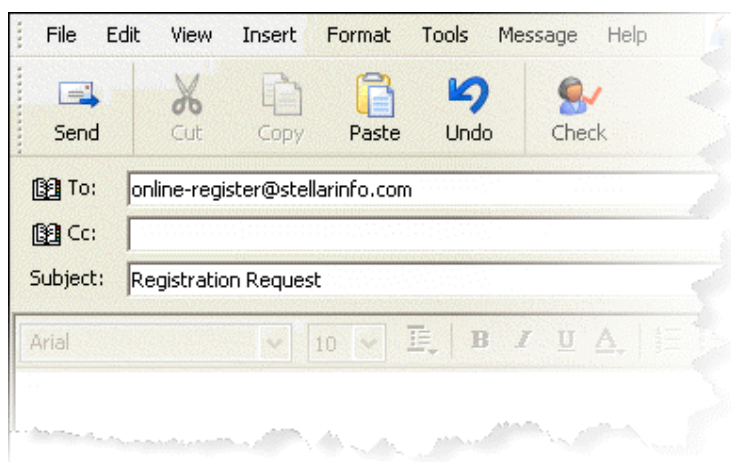 File Edit View Insert Format Tools Message Help
Send Cut Copy Paste Undo Check
To: online-register@stellarinfo.com
Cc:
Subject: Registration Request
Arial 10 B I U A